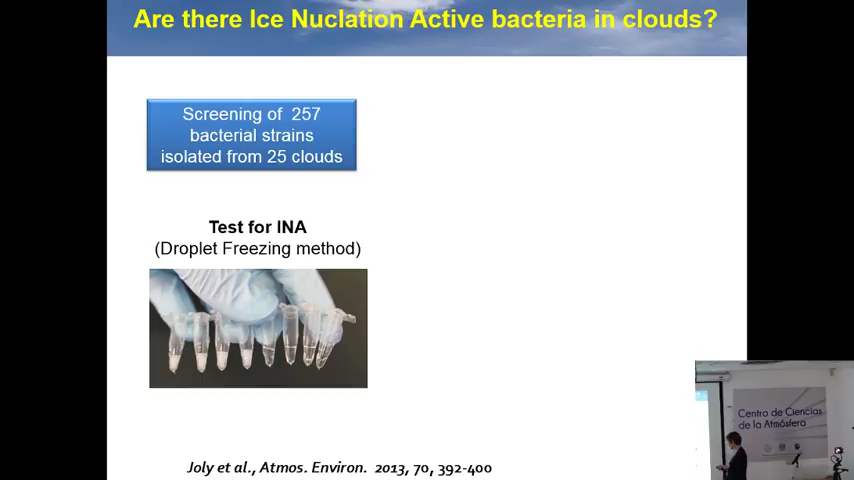 Are there Ice Nuclation Active bacteria in clouds?
Screening of 257
bacterial strains
isolated from 25 clouds
Test for INA
(Droplet Freezing method)
Joly et al., Atmos. Environ. 2013, 70, 392-400
Centro de Ciencias
de la Atmósfera